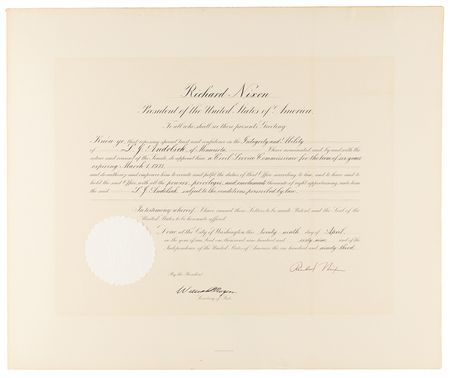 Richard Nixon
President of the United States of America.
To all who shall see these presents, Greeting:
Know ye, that reposing special trust and confidence in the Integrity and Ability
of L. J. Andolsek, of Minnesota, I have nominated, and, by and with the
advice and consent of the Senate, do appoint him a Civil Service Commissioner for the term of six years
expiring March 1, 1975,
and do authorize and empower him to execute and fulfil the duties of that Office according to law, and to have and to
hold the said Office, with all the powers, privileges, and emoluments thereunto of right appertaining, unto him
the said L. J. Andolsek, subject to the conditions prescribed by law.
In testimony whereof, I have caused these Letters to be made Patent, and the Seal of the
United States to be hereunto affixed.
Done at the City of Washington this twenty-ninth day of April,
in the year of our Lord one thousand nine hundred and sixty-nine, and of the
Independence of the United States of America the one hundred and ninety-third.
Richard Nixon
By the President:
William P. Rogers
Secretary of State.